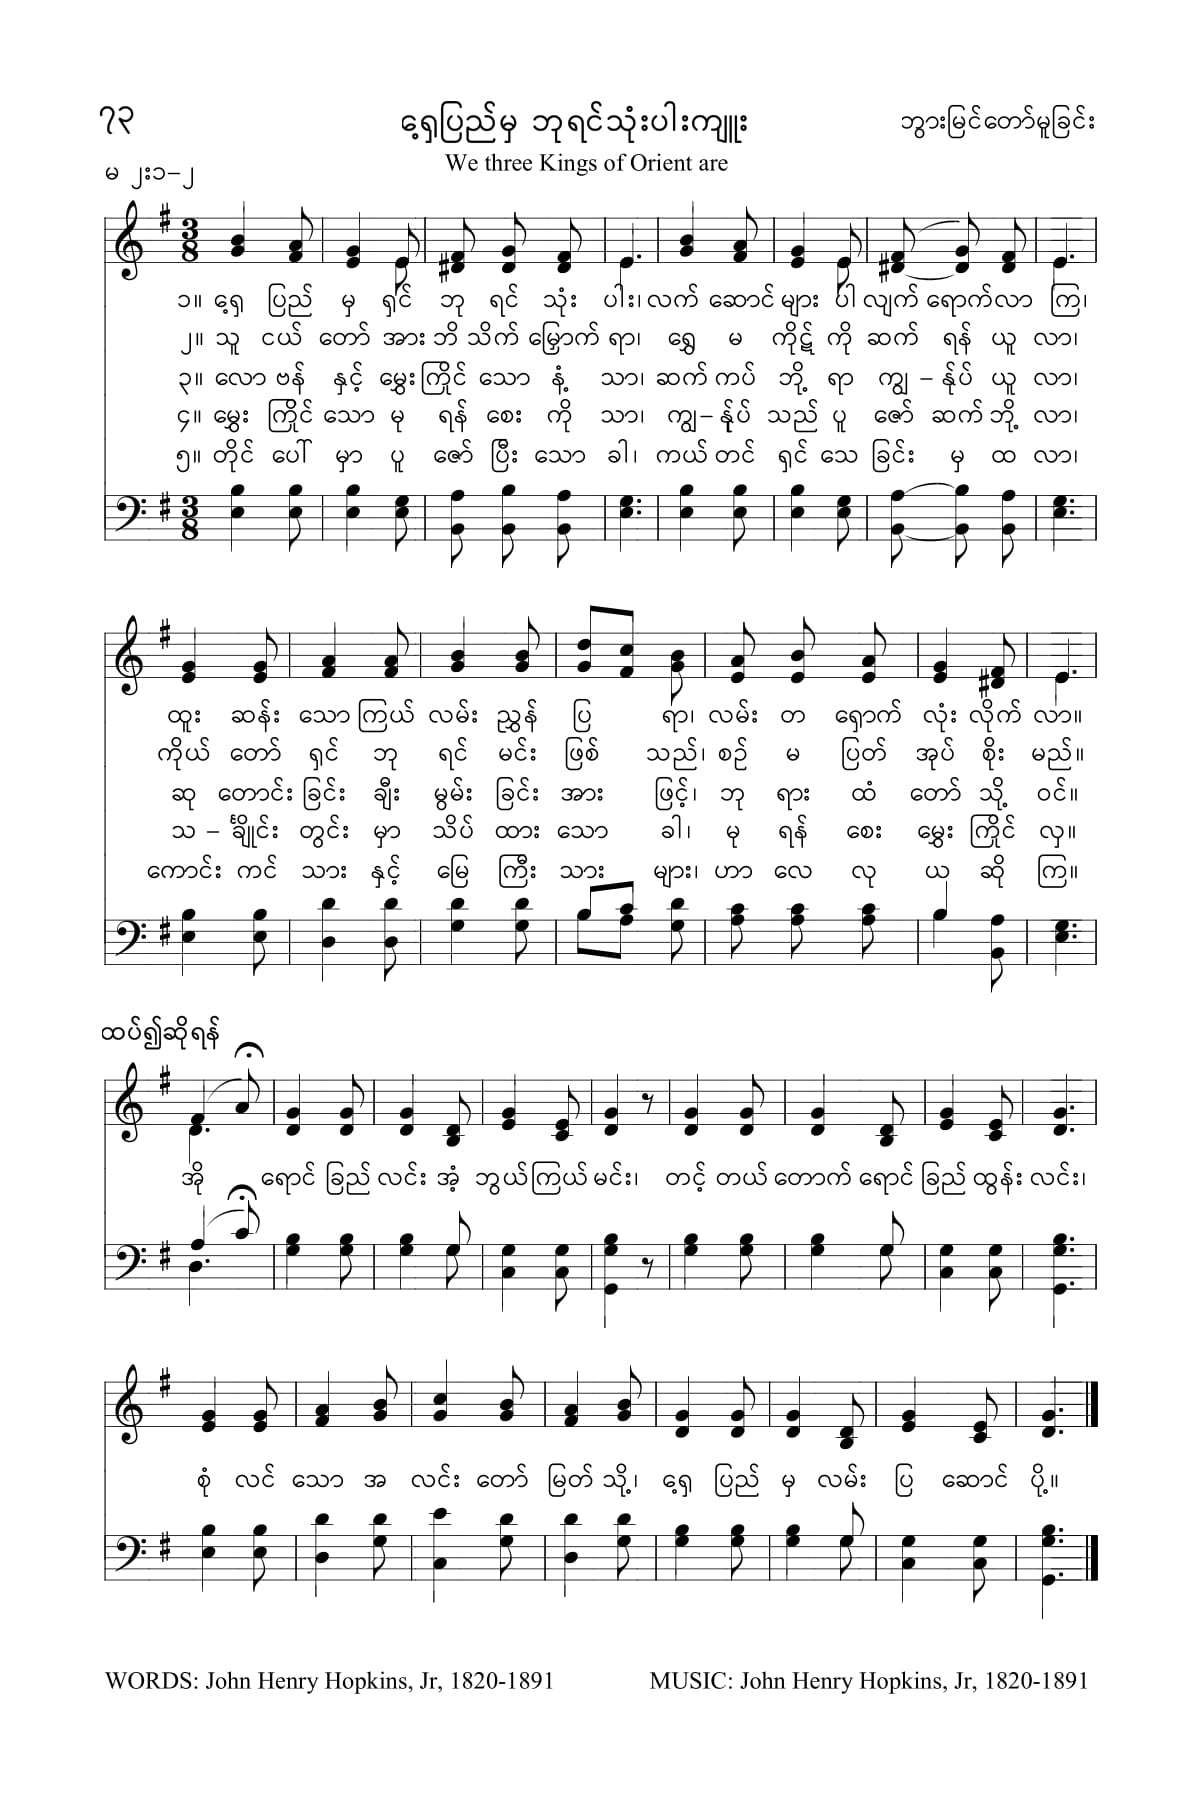 ၇၃
ရှေ့ပြည်မှ ဘုရင်သုံးပါးကျူး
ဘွားမြင်တော်မူခြင်း
We three Kings of Orient are
မ ၂း၁–၂
၁။ ရှေ့ ပြည် မှ ရှင် ဘု ရင် သုံး ပါး၊ လက် ဆောင် များ ပါ လျက် ရောက်လာ ကြ၊
၂။ သူ ငယ် တော် အား ဘိ သိက် မြှောက် ရာ၊ ရွှေ မ ကိုဋ် ကို ဆက် ရန် ယူ လာ၊
၃။ လော ဗန် နှင့် မွှေးကြိုင် သော နံ့ သာ၊ ဆက် ကပ် ဘို့ ရာ ကျွ – န်ုပ် ယူ လာ၊
၄။ မွှေး ကြိုင် သော မု ရန် စေး ကို သာ၊ ကျွ – န်ုပ် သည် ပူ ဇော် ဆက် ဘို့ လာ၊
၅။ တိုင် ပေါ် မှာ ပူ ဇော် ပြီး သော ခါ၊ ကယ် တင် ရှင် သေ ခြင်း မှ ထ လာ၊
ထူး ဆန်း သော ကြယ် လမ်း ညွှန် ပြ ရာ၊ လမ်း တ ရှောက် လုံး လိုက် လာ။
ကိုယ် တော် ရှင် ဘု ရင် မင်း ဖြစ် သည်၊ စဉ် မ ပြတ် အုပ် စိုး မည်။
ဆု တောင်း ခြင်း ချီး မွမ်း ခြင်း အား ဖြင့်၊ ဘု ရား ထံ တော် သို့ ဝင်။
သ – င်္ချိုင်း တွင်း မှာ သိပ် ထား သော ခါ၊ မု ရန် စေး မွှေး ကြိုင် လှ။
ကောင်း ကင် သား နှင့် မြေ ကြီး သား များ၊ ဟာ လေ လု ယ ဆို ကြ။
ထပ်၍ဆိုရန်
အို ရောင် ခြည် လင်း အံ့ ဘွယ်ကြယ် မင်း၊ တင့် တယ် တောက် ရောင် ခြည် ထွန်း လင်း၊
စုံ လင် သော အ လင်း တော် မြတ် သို့၊ ရှေ့ ပြည် မှ လမ်း ပြ ဆောင် ပို့။
WORDS: John Henry Hopkins, Jr, 1820-1891
MUSIC: John Henry Hopkins, Jr, 1820-1891